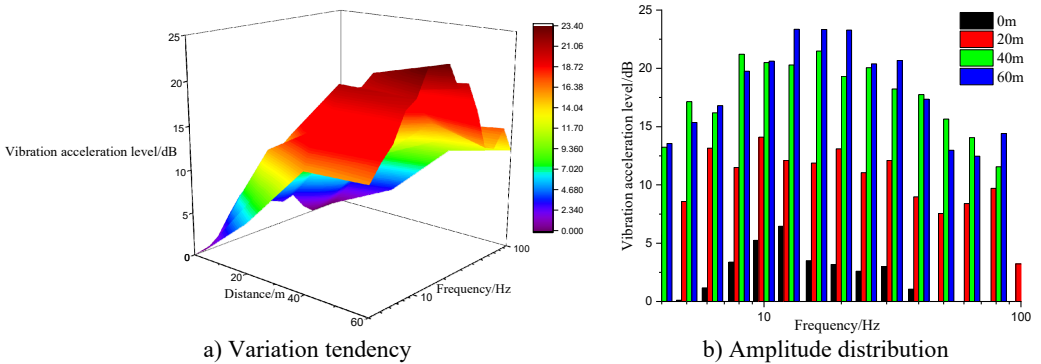 25
20
15
10
5
0
Vibration acceleration level/dB
20
40
60
Distance/m
10
100
Frequency/Hz
23.40
21.06
18.72
16.38
14.04
11.70
9.360
7.020
4.680
2.340
0.000
a) Variation tendency
25
20
15
10
5
0
Vibration acceleration level/dB
0m
20m
40m
60m
10
100
Frequency/Hz
b) Amplitude distribution